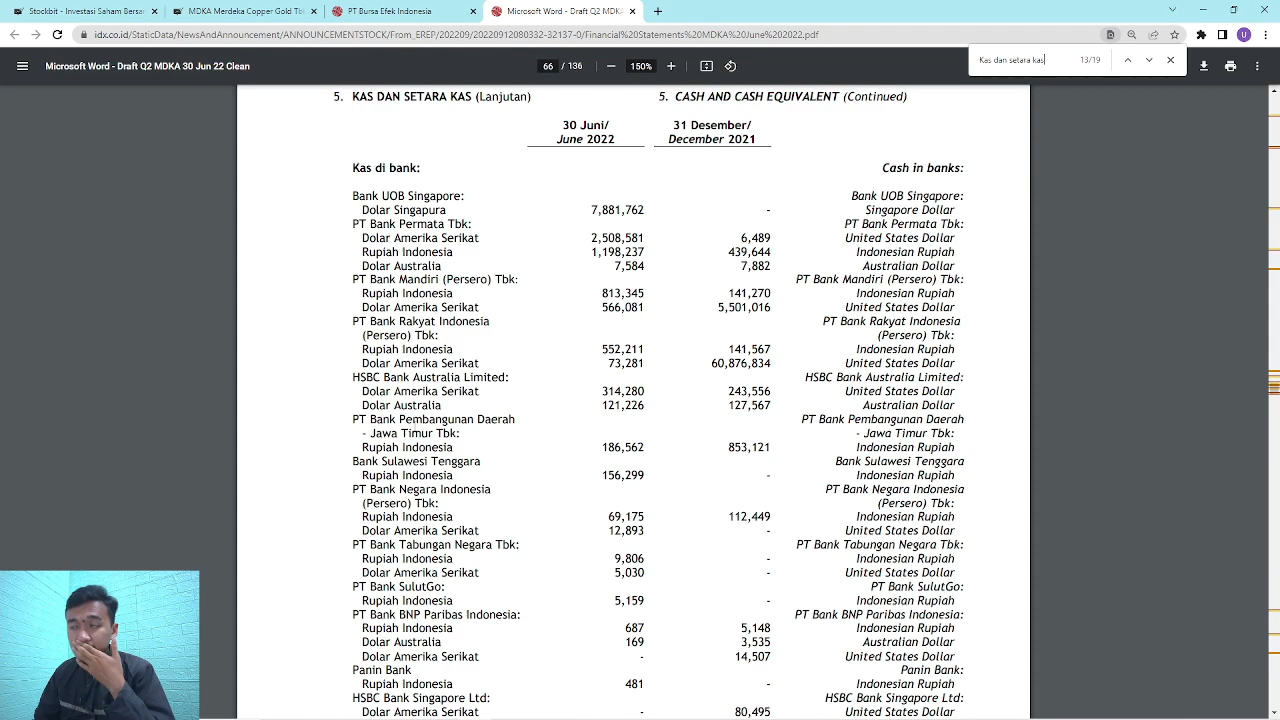 Stockbit - Investasi Saham Bersam
MDKA Merdeka Copper Gold Tbk.
PT Bursa Efek Indonesia
Microsoft Word - Draft Q2 MDKA
idx.co.id/StaticData/NewsAndAnnouncement/ANNOUNCEMENTSTOCK/From_EREP/202209/20220912080332-32137-0/Financial%20Statements%20MDKA%20June%202022.pdf
U
Kas dan setara kas 13/19
Microsoft Word - Draft Q2 MDKA 30 Jun 22 Clean 66 / 136 150%
5. KAS DAN SETARA KAS (Lanjutan) 5. CASH AND CASH EQUIVALENT (Continued)
30 Juni/ 31 Desember/
June 2022 December 2021
Kas di bank: Cash in banks:
Bank UOB Singapore: Bank UOB Singapore:
Dolar Singapura 7,881,762 - Singapore Dollar
PT Bank Permata Tbk: PT Bank Permata Tbk:
Dolar Amerika Serikat 2,508,581 6,489 United States Dollar
Rupiah Indonesia 1,198,237 439,644 Indonesian Rupiah
Dolar Australia 7,584 7,882 Australian Dollar
PT Bank Mandiri (Persero) Tbk: PT Bank Mandiri (Persero) Tbk:
Rupiah Indonesia 813,345 141,270 Indonesian Rupiah
Dolar Amerika Serikat 566,081 5,501,016 United States Dollar
PT Bank Rakyat Indonesia PT Bank Rakyat Indonesia
(Persero) Tbk: (Persero) Tbk:
Rupiah Indonesia 552,211 141,567 Indonesian Rupiah
Dolar Amerika Serikat 73,281 60,876,834 United States Dollar
HSBC Bank Australia Limited: HSBC Bank Australia Limited:
Dolar Amerika Serikat 314,280 243,556 United States Dollar
Dolar Australia 121,226 127,567 Australian Dollar
PT Bank Pembangunan Daerah PT Bank Pembangunan Daerah
- Jawa Timur Tbk: - Jawa Timur Tbk:
Rupiah Indonesia 186,562 853,121 Indonesian Rupiah
Bank Sulawesi Tenggara Bank Sulawesi Tenggara
Rupiah Indonesia 156,299 - Indonesian Rupiah
PT Bank Negara Indonesia PT Bank Negara Indonesia
(Persero) Tbk: (Persero) Tbk:
Rupiah Indonesia 69,175 112,449 Indonesian Rupiah
Dolar Amerika Serikat 12,893 - United States Dollar
PT Bank Tabungan Negara Tbk: PT Bank Tabungan Negara Tbk:
Rupiah Indonesia 9,806 - Indonesian Rupiah
Dolar Amerika Serikat 5,030 - United States Dollar
PT Bank SulutGo: PT Bank SulutGo:
Rupiah Indonesia 5,159 - Indonesian Rupiah
PT Bank BNP Paribas Indonesia: PT Bank BNP Paribas Indonesia:
Rupiah Indonesia 687 5,148 Indonesian Rupiah
Dolar Australia 169 3,535 Australian Dollar
Dolar Amerika Serikat - 14,507 United States Dollar
Panin Bank Panin Bank:
Rupiah Indonesia 481 - Indonesian Rupiah
HSBC Bank Singapore Ltd: HSBC Bank Singapore Ltd:
Dolar Amerika Serikat - 80,495 United States Dollar